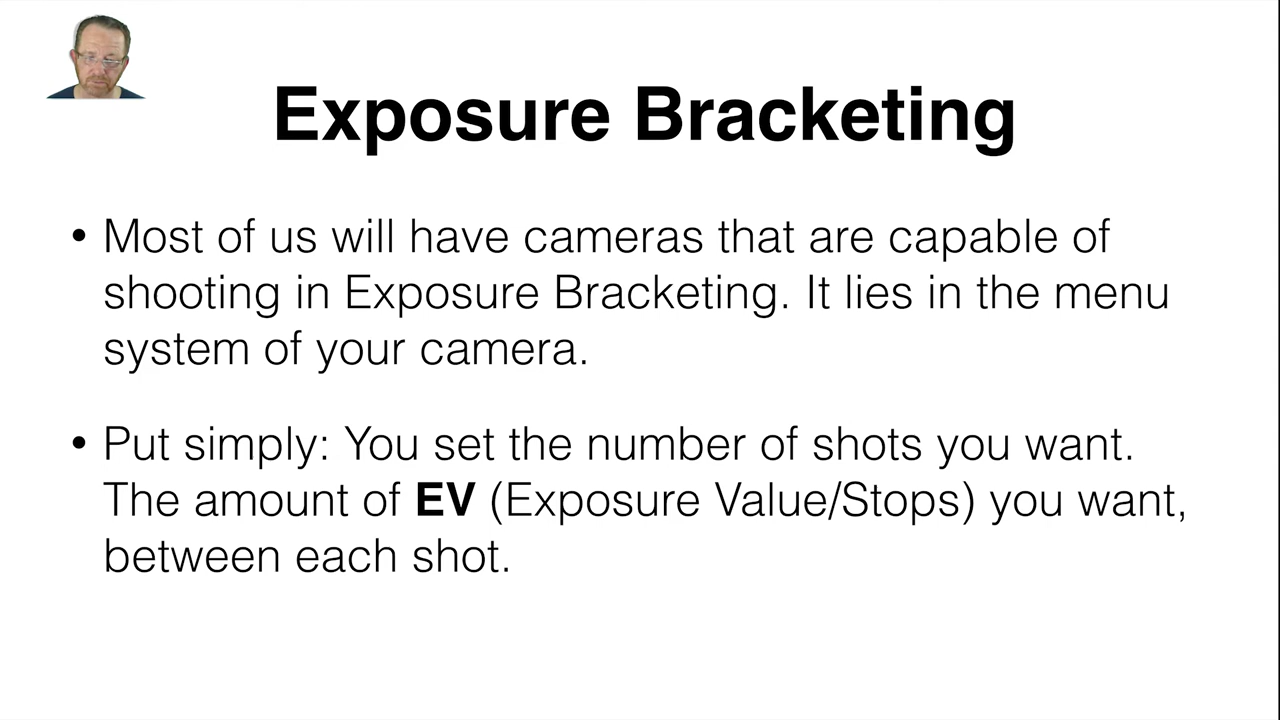 Exposure Bracketing
• Most of us will have cameras that are capable of
shooting in Exposure Bracketing. It lies in the menu
system of your camera.
• Put simply: You set the number of shots you want.
The amount of EV (Exposure Value/Stops) you want,
between each shot.